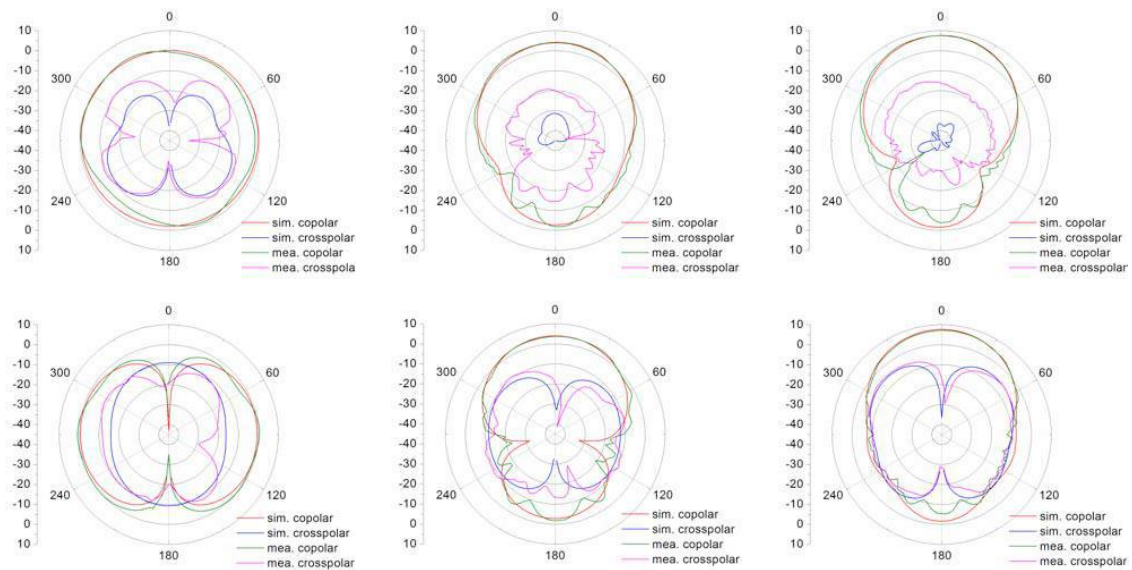 10 0 10 0 10 0
0 0 0
-10 300 60 -10 300 60 -10 300 60
-20 -20 -20
-30 -30 -30
-40 -40 -40
-30 -30 -30
-20 -20 -20
-10 240 120 -10 240 120 -10 240 120
0 sim. copolar 0 sim. copolar 0 sim. copolar
10 sim. crosspolar 10 sim. crosspolar 10 sim. crosspolar
180 mea. copolar 180 mea. copolar 180 mea. copolar
mea. crosspola mea. crosspolar mea. crosspolar
10 0 10 0 10 0
0 0 0
-10 300 60 -10 300 60 -10 300 60
-20 -20 -20
-30 -30 -30
-40 -40 -40
-30 -30 -30
-20 -20 -20
-10 240 120 -10 240 120 -10 240 120
0 sim. copolar 0 sim. copolar 0 sim. copolar
10 sim. crosspolar 10 sim. crosspolar 10 sim. crosspolar
180 mea. copolar 180 mea. copolar 180 mea. copolar
mea. crosspolar mea. crosspolar mea. crosspolar